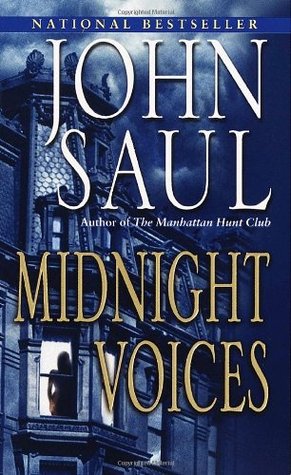 NATIONAL BESTSELLER
JOHN
SAUL
Author of The Manhattan Hunt Club
MIDNIGHT
VOICES